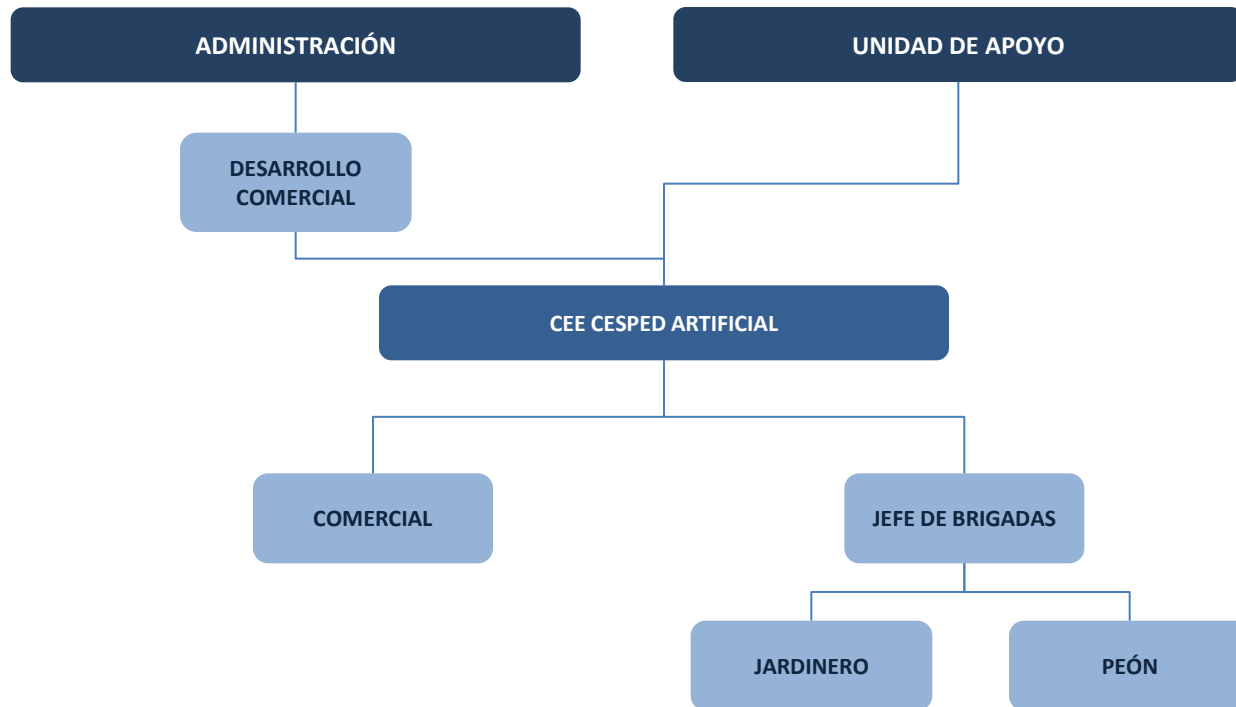 ADMINISTRACIÓN
UNIDAD DE APOYO
DESARROLLO
COMERCIAL
CEE CESPED ARTIFICIAL
COMERCIAL
JEFE DE BRIGADAS
JARDINERO
PEÓN